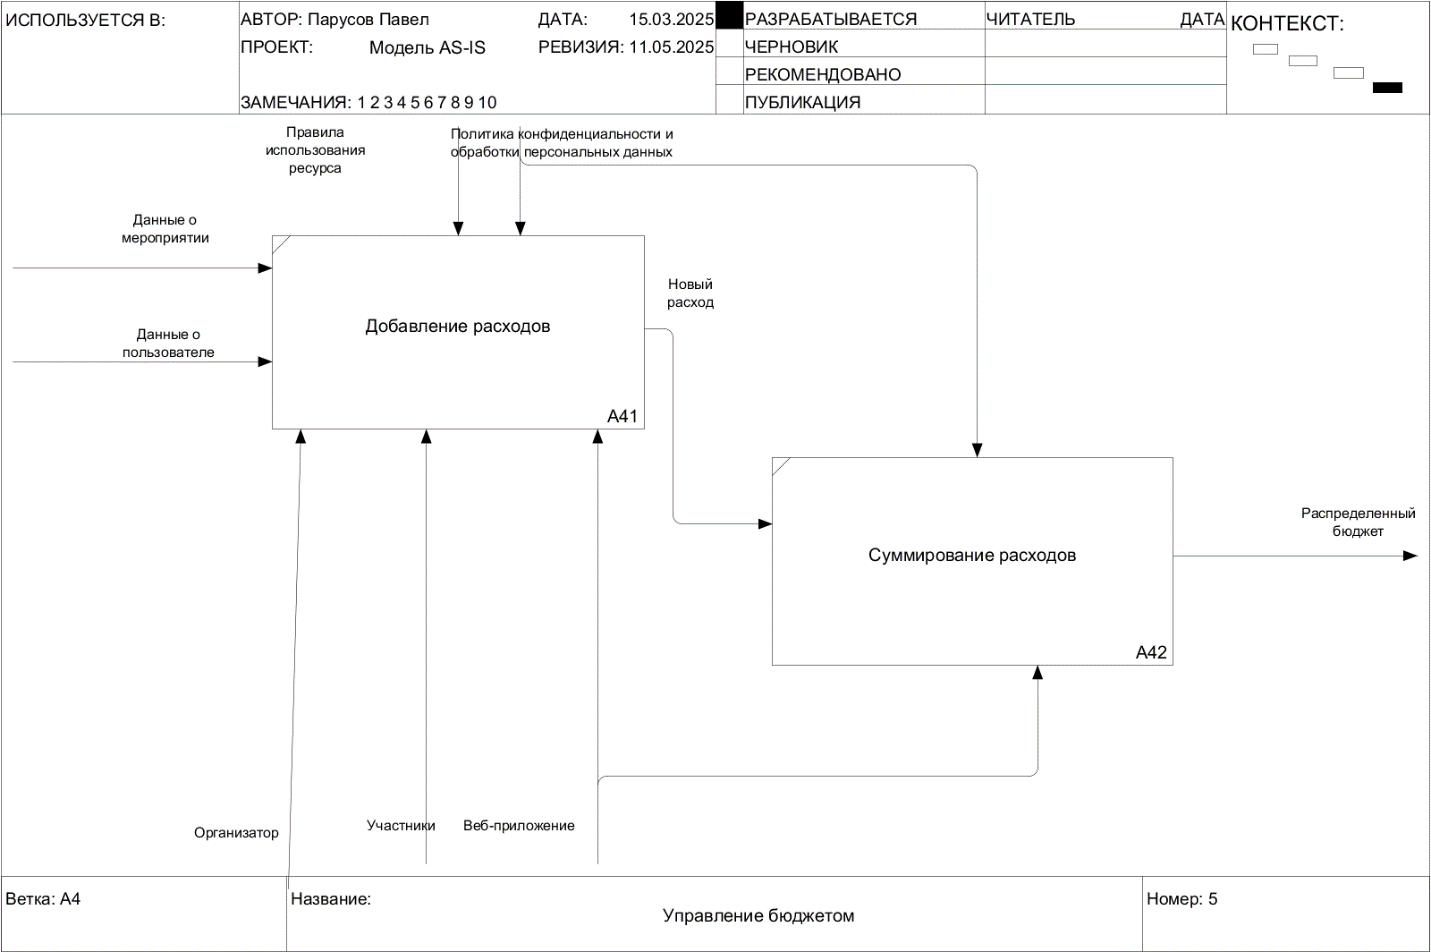 ИСПОЛЬЗУЕТСЯ В:
АВТОР: Парусов Павел
ДАТА: 15.03.2025
ПРОЕКТ: Модель AS-IS
РЕВИЗИЯ: 11.05.2025
ЗАМЕЧАНИЯ: 1 2 3 4 5 6 7 8 9 10
РАЗРАБАТЫВАЕТСЯ
ЧЕРНОВИК
РЕКОМЕНДОВАНО
ПУБЛИКАЦИЯ
ЧИТАТЕЛЬ
ДАТА
КОНТЕКСТ:
Правила
использования
ресурса
Политика конфиденциальности и
обработки персональных данных
Данные о
мероприятии
Данные о
пользователе
Добавление расходов
A41
Новый
расход
Суммирование расходов
A42
Распределенный
бюджет
Организатор
Участники
Веб-приложение
Ветка: A4
Название:
Управление бюджетом
Номер: 5